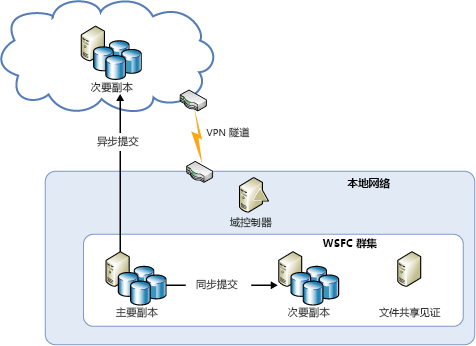 次要副本
异步提交
VPN 隧道
本地网络
域控制器
WSFC 群集
主要副本
同步提交
次要副本
文件共享见证